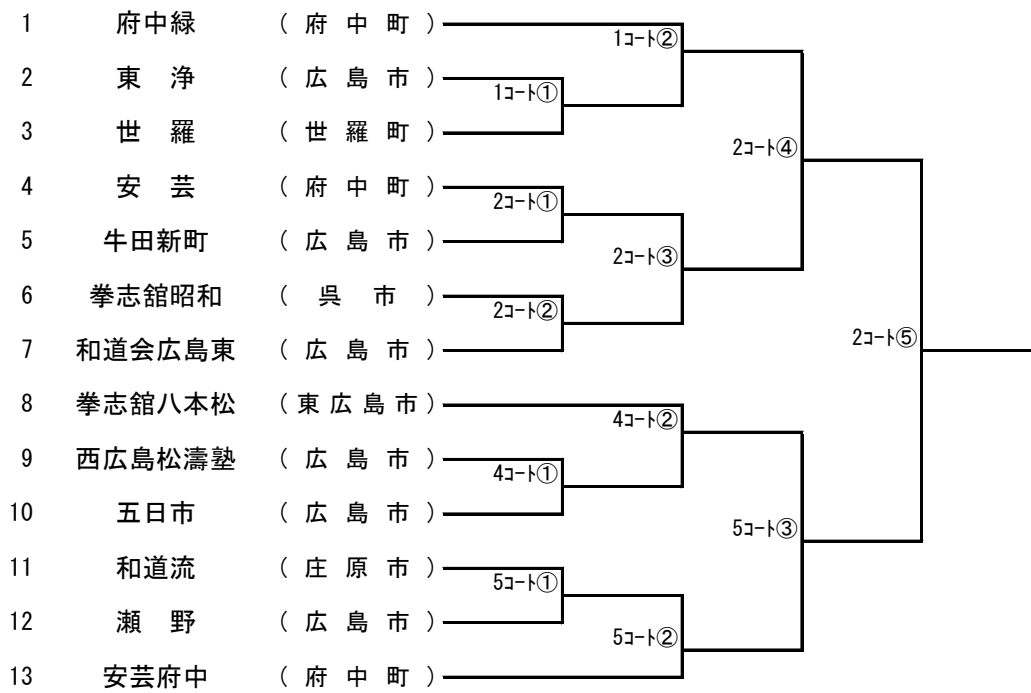 1 府中緑 ( 府 中 町 )
1ｺｰﾄ②
2 東　浄 ( 広 島 市 )
1ｺｰﾄ①
3 世　羅 ( 世 羅 町 )
2ｺｰﾄ④
4 安　芸 ( 府 中 町 )
2ｺｰﾄ①
5 牛田新町 ( 広 島 市 )
2ｺｰﾄ③
6 拳志舘昭和 ( 呉　市 )
2ｺｰﾄ②
7 和道会広島東 ( 広 島 市 )
2ｺｰﾄ⑤
8 拳志舘八本松 ( 東 広 島 市 )
4ｺｰﾄ②
9 西広島松濤塾 ( 広 島 市 )
4ｺｰﾄ①
10 五日市 ( 広 島 市 )
5ｺｰﾄ③
11 和道流 ( 庄 原 市 )
5ｺｰﾄ①
12 瀬　野 ( 広 島 市 )
5ｺｰﾄ②
13 安芸府中 ( 府 中 町 )